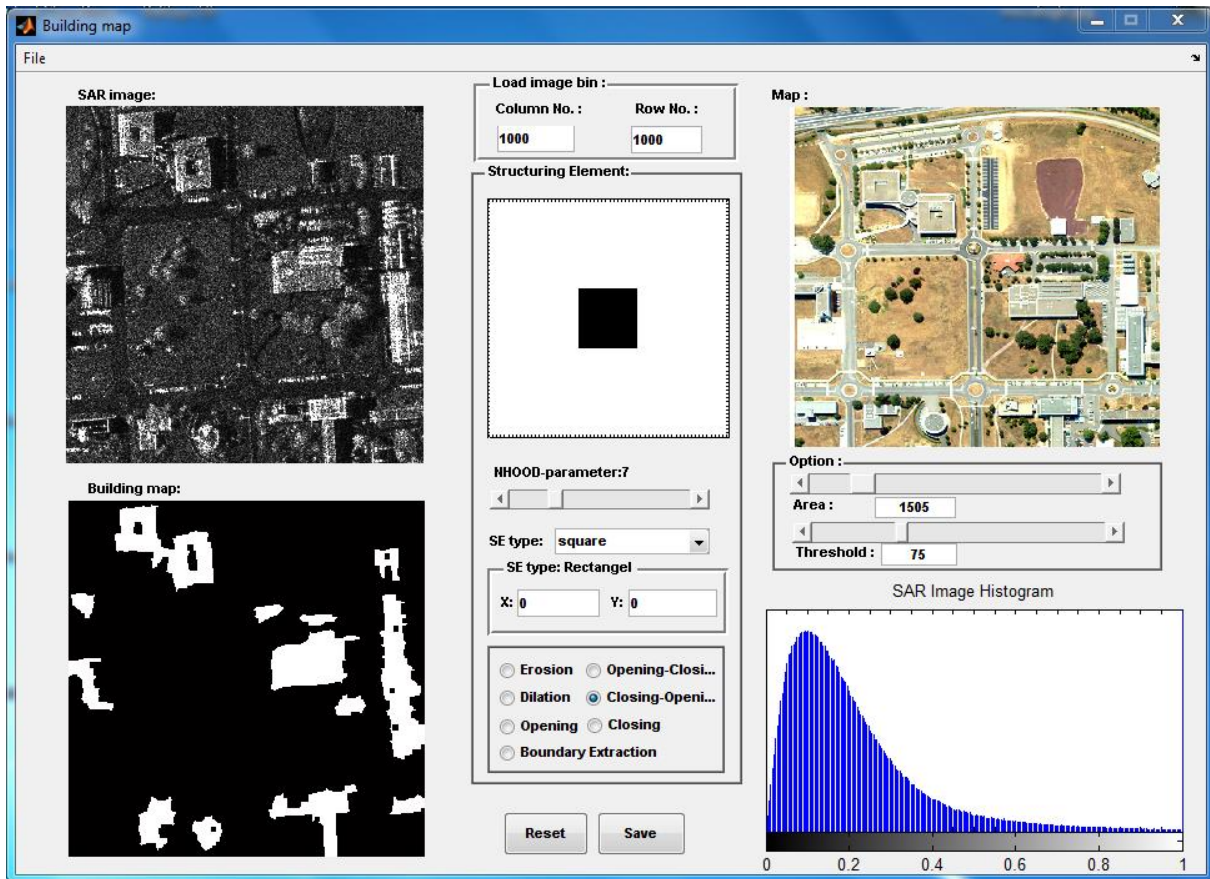 Building map
File
SAR image:
Building map:
Load image bin :
Column No. : Row No. :
1000 1000
Structuring Element:
NHOOD-parameter:7
SE type: square
SE type: Rectangel
X: 0 Y: 0
Erosion Opening-Closi...
Dilation Closing-Openi...
Opening Closing
Boundary Extraction
Reset Save
Map :
Option :
Area : 1505
Threshold : 75
SAR Image Histogram
0 0.2 0.4 0.6 0.8 1